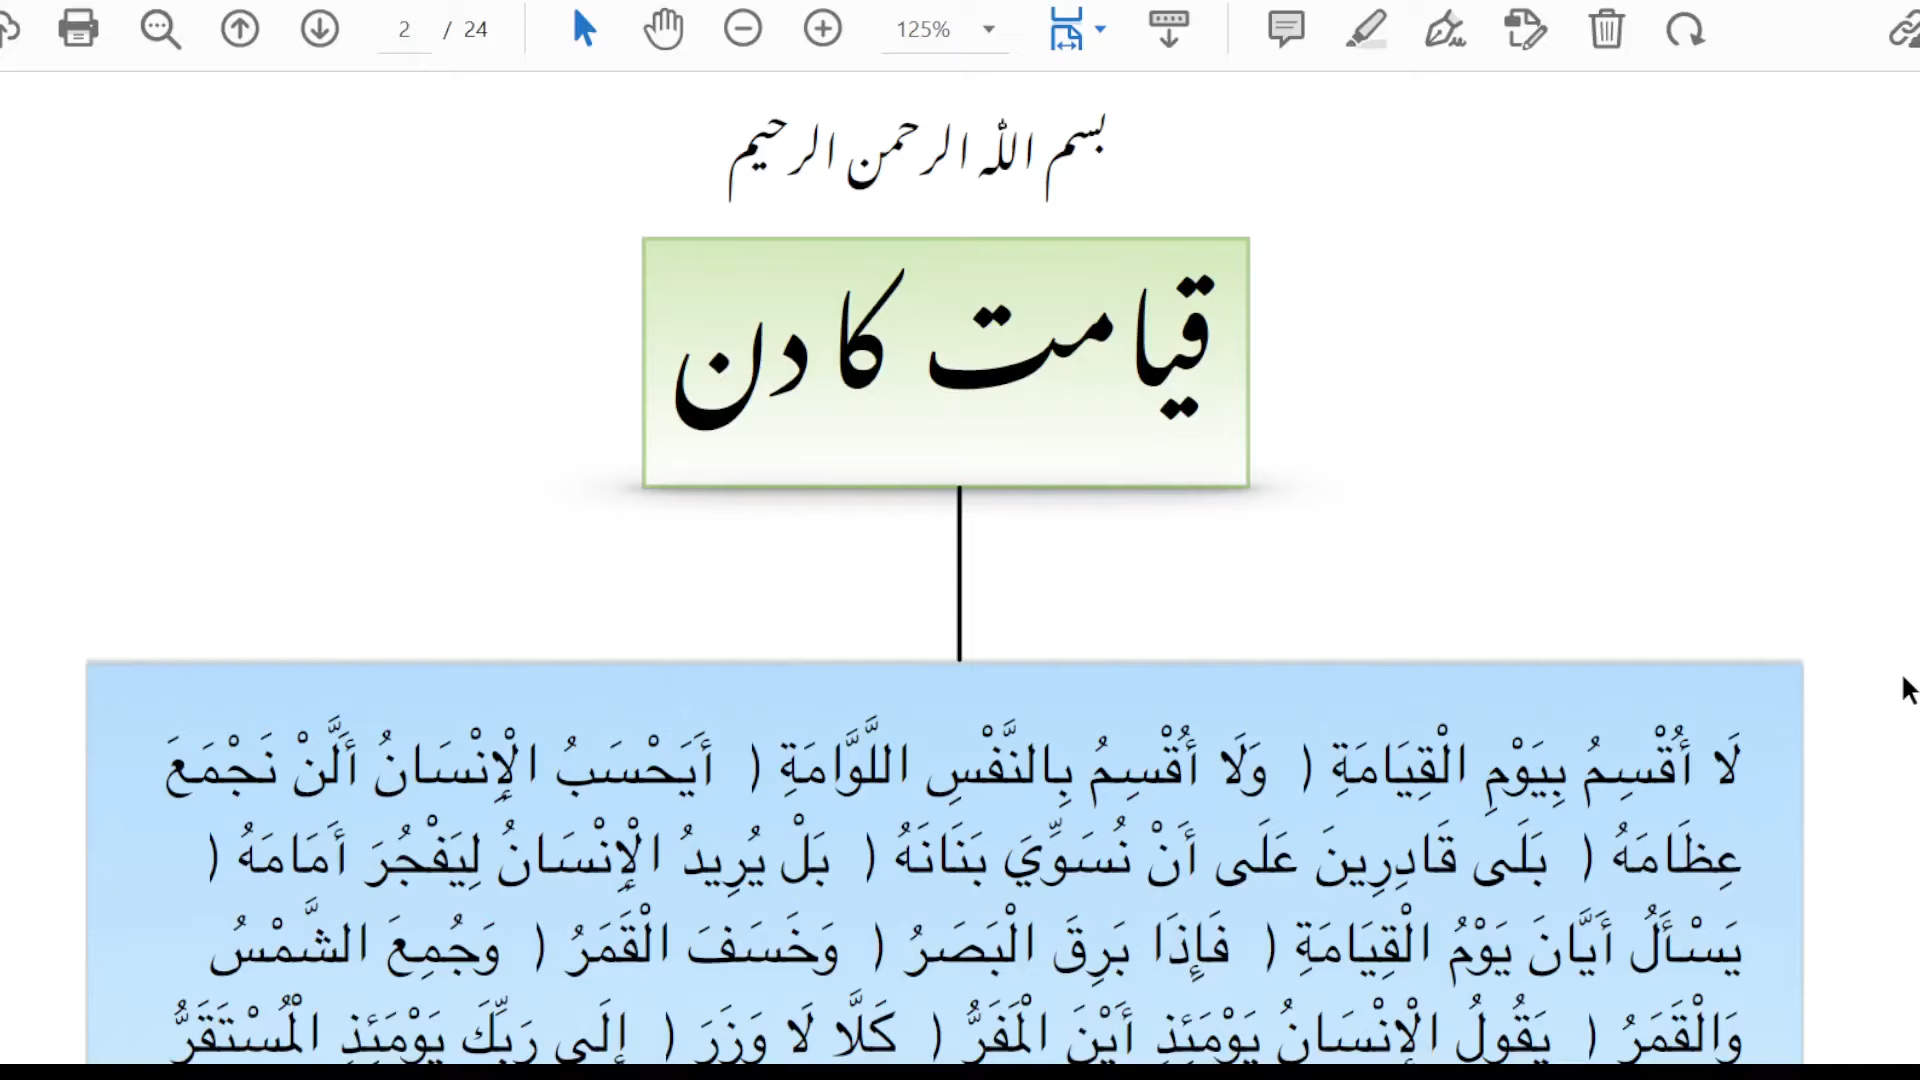 2 / 24 125%
بسم اللہ الرحمن الرحیم
قیامت کا دن
لَا أُقْسِمُ بِيَوْمِ الْقِيَامَةِ ( وَلَا أُقْسِمُ بِالنَّفْسِ اللَّوَّامَةِ ( أَيَحْسَبُ الْإِنْسَانُ أَلَّنْ نَجْمَعَ
عِظَامَهُ ( بَلَى قَادِرِينَ عَلَى أَنْ نُسَوِّيَ بَنَانَهُ ( بَلْ يُرِيدُ الْإِنْسَانُ لِيَفْجُرَ أَمَامَهُ (
يَسْأَلُ أَيَّانَ يَوْمُ الْقِيَامَةِ ( فَإِذَا بَرِقَ الْبَصَرُ ( وَخَسَفَ الْقَمَرُ ( وَجُمِعَ الشَّمْسُ
وَالْقَمَرُ ( يَقُولُ الْإِنْسَانُ يَوْمَئِذٍ أَيْنَ الْمَفَرُّ ( كَلَّا لَا وَزَرَ ( إِلَى رَبِّكَ يَوْمَئِذٍ الْمُسْتَقَرُّ